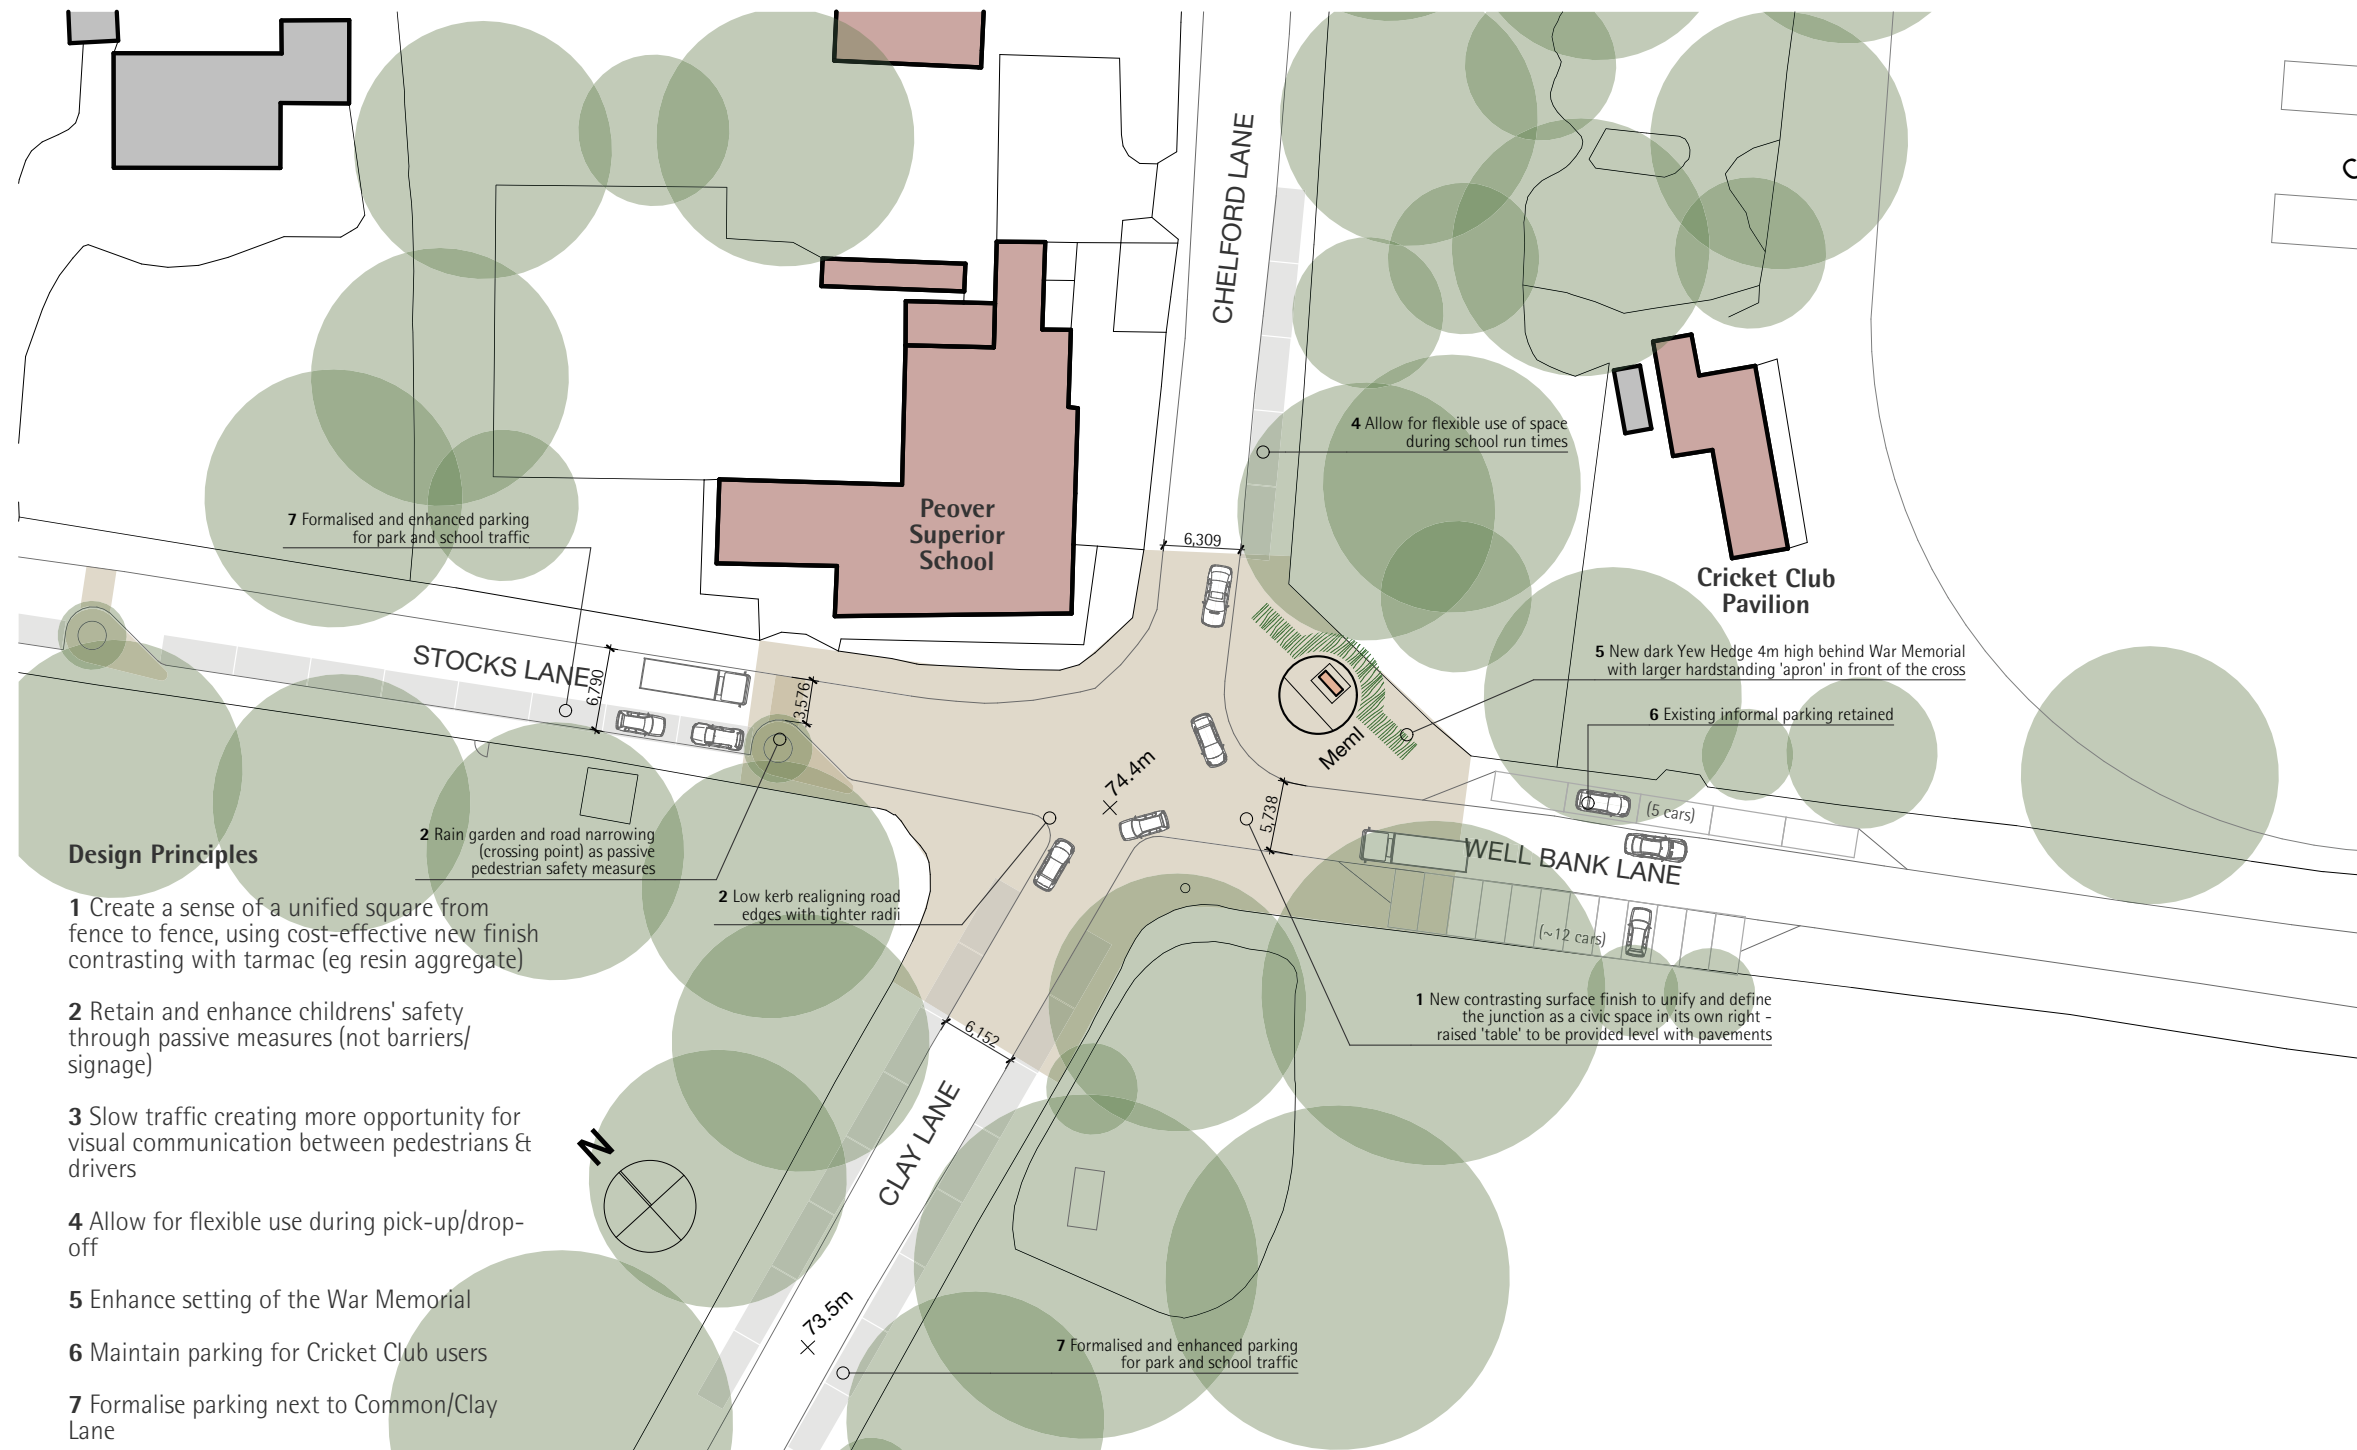 CHELFORD LANE
4 Allow for flexible use of space
during school run times
Peover
Superior
School
7 Formalised and enhanced parking
for park and school traffic
6,309
Cricket Club
Pavilion
STOCKS LANE
6,790
3,576
5 New dark Yew Hedge 4m high behind War Memorial
with larger hardstanding 'apron' in front of the cross
6 Existing informal parking retained
Meml
74.4m
5,738
(5 cars)
WELL BANK LANE
(~12 cars)
2 Rain garden and road narrowing
(crossing point) as passive
pedestrian safety measures
2 Low kerb realigning road
edges with tighter radii
1 New contrasting surface finish to unify and define
the junction as a civic space in its own right -
raised 'table' to be provided level with pavements
6,152
CLAY LANE
N
73.5m
7 Formalised and enhanced parking
for park and school traffic
Design Principles
1 Create a sense of a unified square from
fence to fence, using cost-effective new finish
contrasting with tarmac (eg resin aggregate)
2 Retain and enhance childrens' safety
through passive measures (not barriers/
signage)
3 Slow traffic creating more opportunity for
visual communication between pedestrians &
drivers
4 Allow for flexible use during pick-up/drop-
off
5 Enhance setting of the War Memorial
6 Maintain parking for Cricket Club users
7 Formalise parking next to Common/Clay
Lane